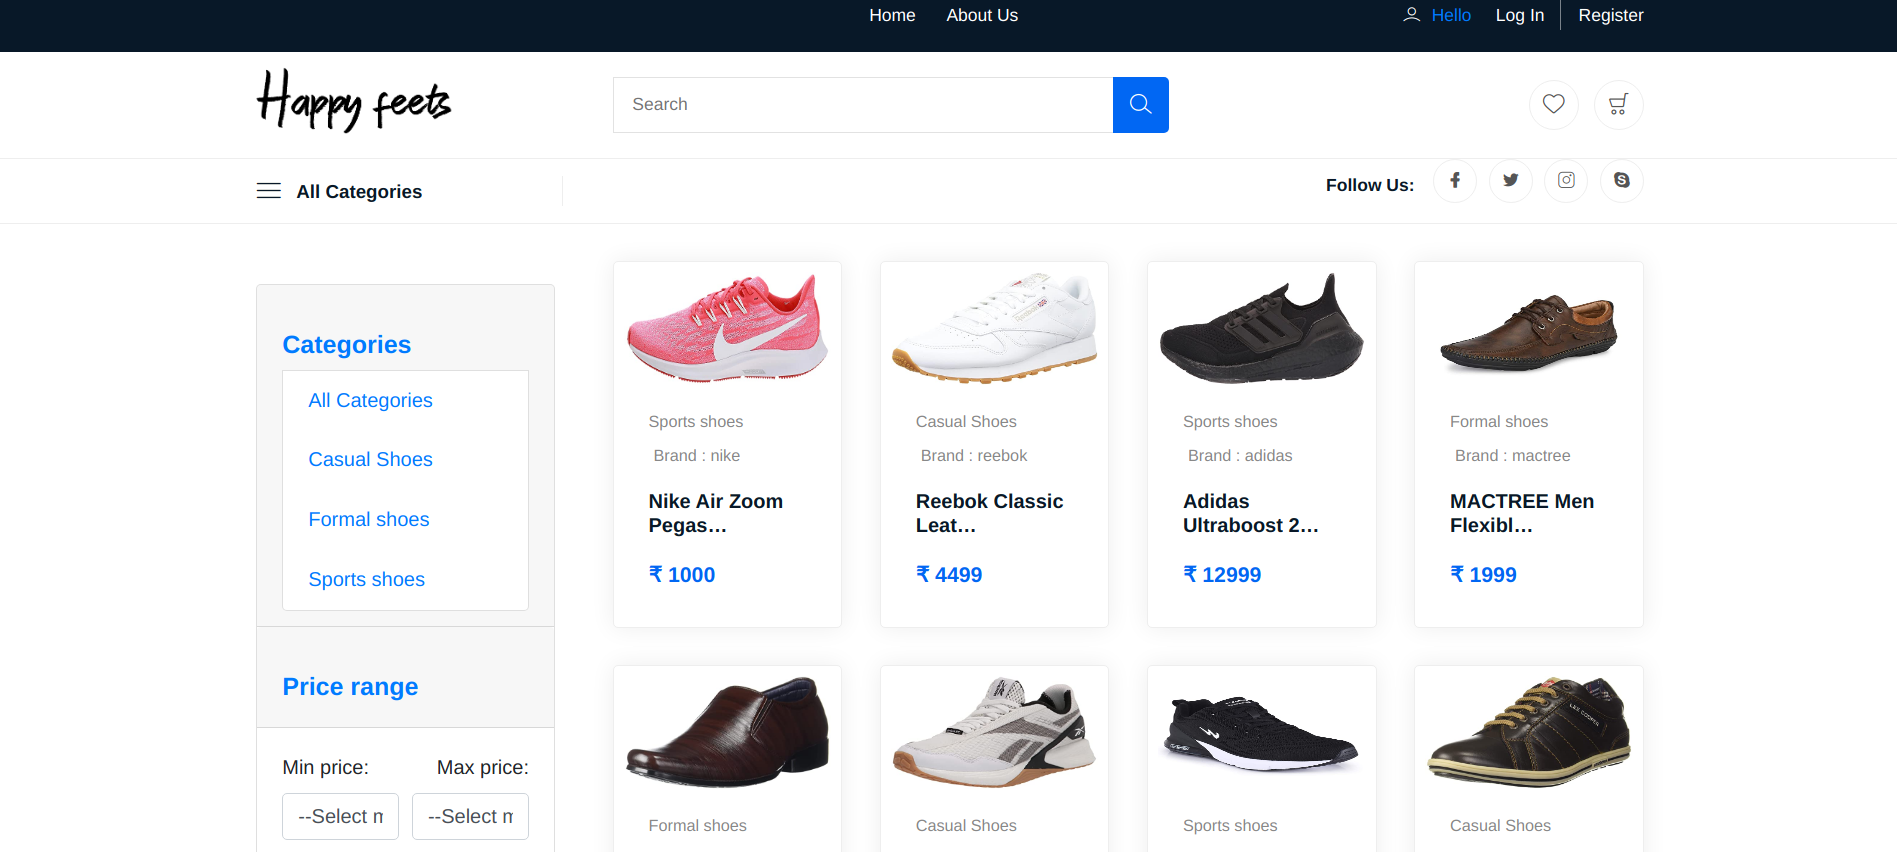 Home About Us Hello Log In Register
Happy feets
Search
All Categories
Follow Us:
Categories
All Categories
Casual Shoes
Formal shoes
Sports shoes
Price range
Min price: Max price:
--Select m --Select m
Sports shoes
Brand : nike
Nike Air Zoom
Pegas...
₹ 1000
Casual Shoes
Brand : reebok
Reebok Classic
Leat...
₹ 4499
Sports shoes
Brand : adidas
Adidas
Ultraboost 2...
₹ 12999
Formal shoes
Brand : mactree
MACTREE Men
Flexibl...
₹ 1999
Formal shoes
Casual Shoes
Sports shoes
LEE COOPER
Casual Shoes